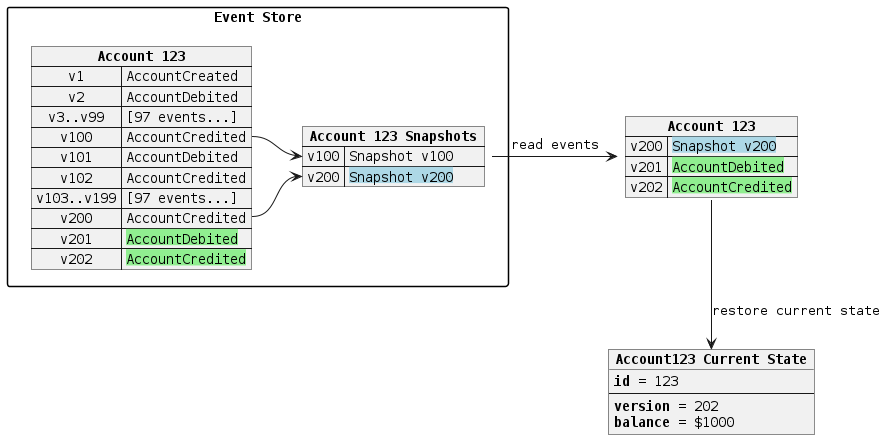 Event Store
Account 123
v1 AccountCreated
v2 AccountDebited
v3..v99 [97 events...]
v100 AccountCredited
v101 AccountDebited
v102 AccountCredited
v103..v199 [97 events...]
v200 AccountCredited
v201 AccountDebited
v202 AccountCredited
Account 123 Snapshots
v100 Snapshot v100
v200 Snapshot v200
read events
Account 123
v200 Snapshot v200
v201 AccountDebited
v202 AccountCredited
restore current state
Account123 Current State
id = 123
version = 202
balance = $1000